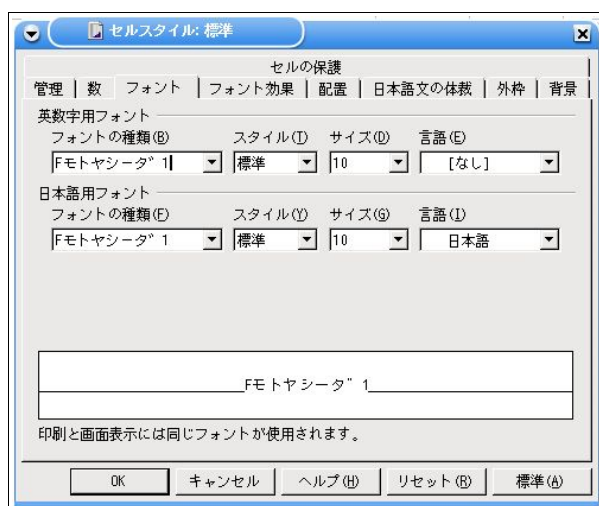 セルスタイル: 標準
セルの保護
管理 数 フォント フォント効果 配置 日本語文の体裁 外枠 背景
英数字用フォント
フォントの種類(B) スタイル(T) サイズ(D) 言語(E)
Fモトヤシーダ 1 標準 10 [なし]
日本語用フォント
フォントの種類(F) スタイル(Y) サイズ(G) 言語(I)
Fモトヤシーダ 1 標準 10 日本語
Fモトヤシーダ 1
印刷と画面表示には同じフォントが使用されます。
OK キャンセル ヘルプ(H) リセット(R) 標準(A)